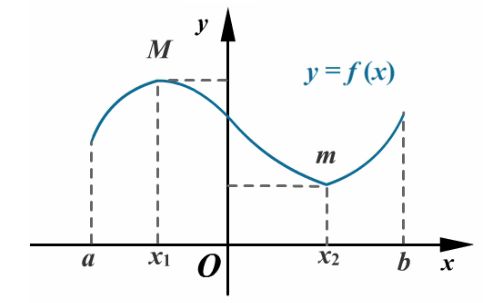 y
M
y = f (x)
m
a x₁ O x₂ b x